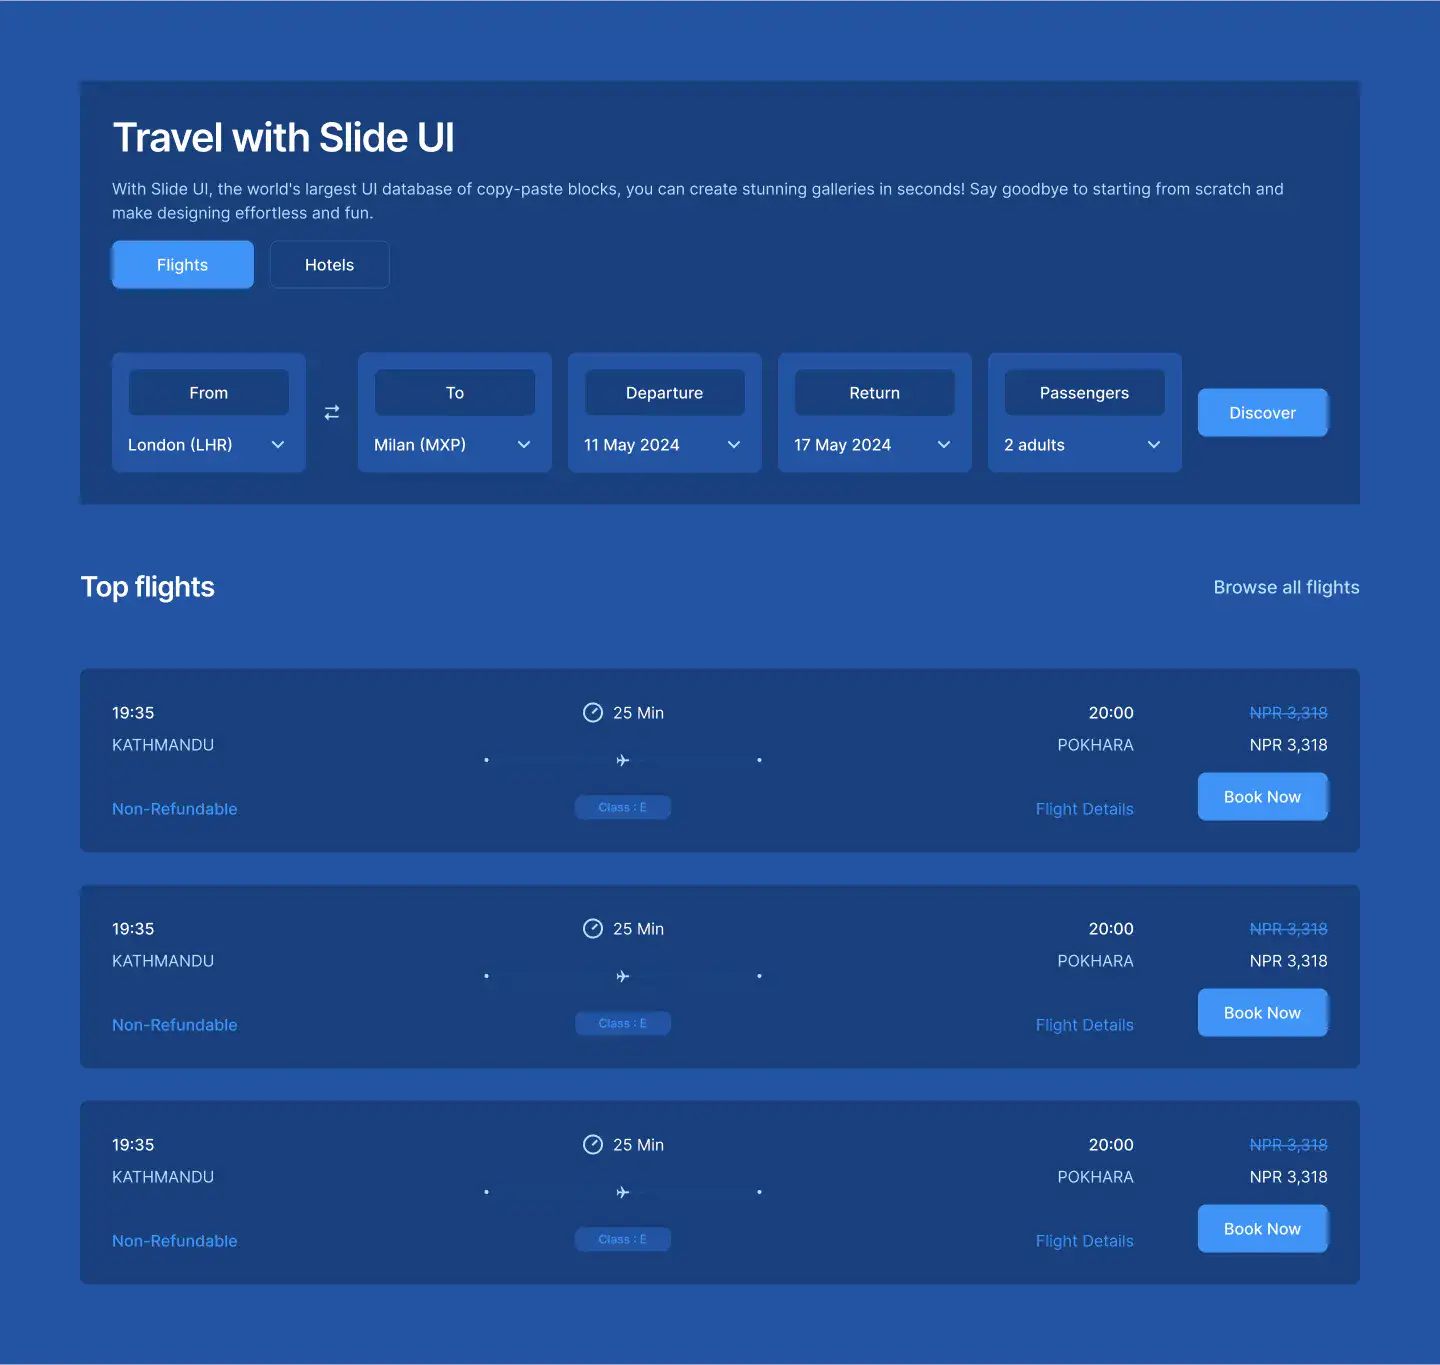 Travel with Slide UI
With Slide UI, the world's largest UI database of copy-paste blocks, you can create stunning galleries in seconds! Say goodbye to starting from scratch and
make designing effortless and fun.
Flights
Hotels
From
London (LHR)
To
Milan (MXP)
Departure
11 May 2024
Return
17 May 2024
Passengers
2 adults
Discover
Top flights
Browse all flights
19:35
KATHMANDU
Non-Refundable
25 Min
Class : E
20:00
POKHARA
Flight Details
NPR 3,318
NPR 3,318
Book Now
19:35
KATHMANDU
Non-Refundable
25 Min
Class : E
20:00
POKHARA
Flight Details
NPR 3,318
NPR 3,318
Book Now
19:35
KATHMANDU
Non-Refundable
25 Min
Class : E
20:00
POKHARA
Flight Details
NPR 3,318
NPR 3,318
Book Now